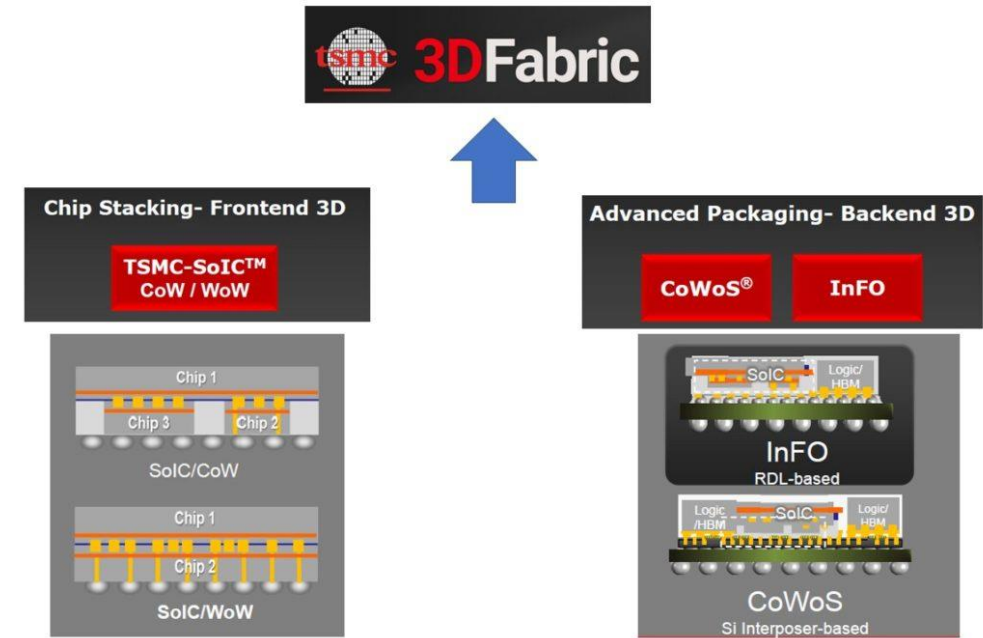 tsmc 3DFabric
Chip Stacking- Frontend 3D
TSMC-SoIC™
CoW / WoW
Chip 1
Chip 3
Chip 2
SoIC/CoW
Chip 1
Chip 2
SoIC/WoW
Advanced Packaging- Backend 3D
CoWoS®
InFO
SoIC
Logic/
HBM
InFO
RDL-based
Logic
/HBM
SoIC
Logic/
HBM
CoWoS
Si Interposer-based